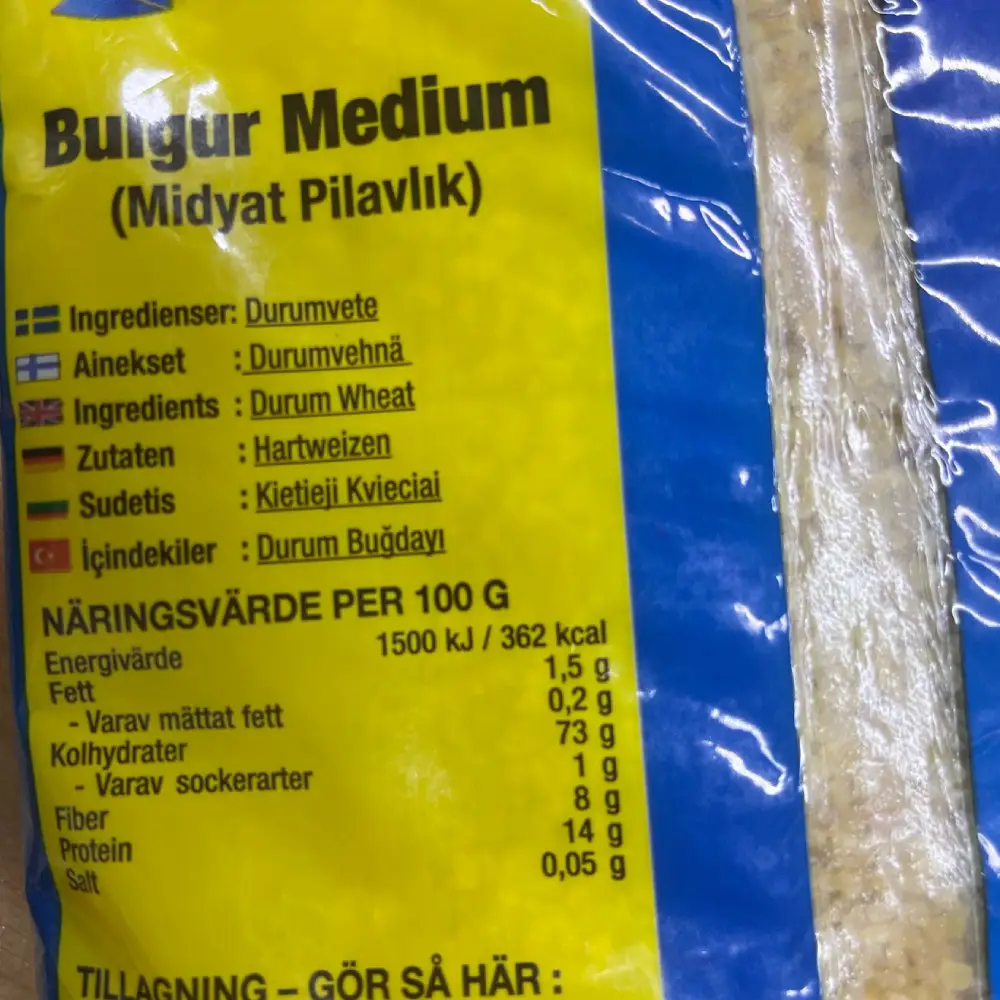 Bulgur Medium
(Midyat Pilavlık)
Ingredienser: Durumvete
Ainekset : Durumvehnä
Ingredients : Durum Wheat
Zutaten : Hartweizen
Sudetis : Kietieji Kvieciai
İçindekiler : Durum Buğdayı
NÄRINGSVÄRDE PER 100 G
Energivärde 1500 kJ / 362 kcal
Fett 1,5 g
- Varav mättat fett 0,2 g
Kolhydrater 73 g
- Varav sockerarter 1 g
Fiber 8 g
Protein 14 g
Salt 0,05 g
TILLAGNING – GÖR SÅ HÄR :